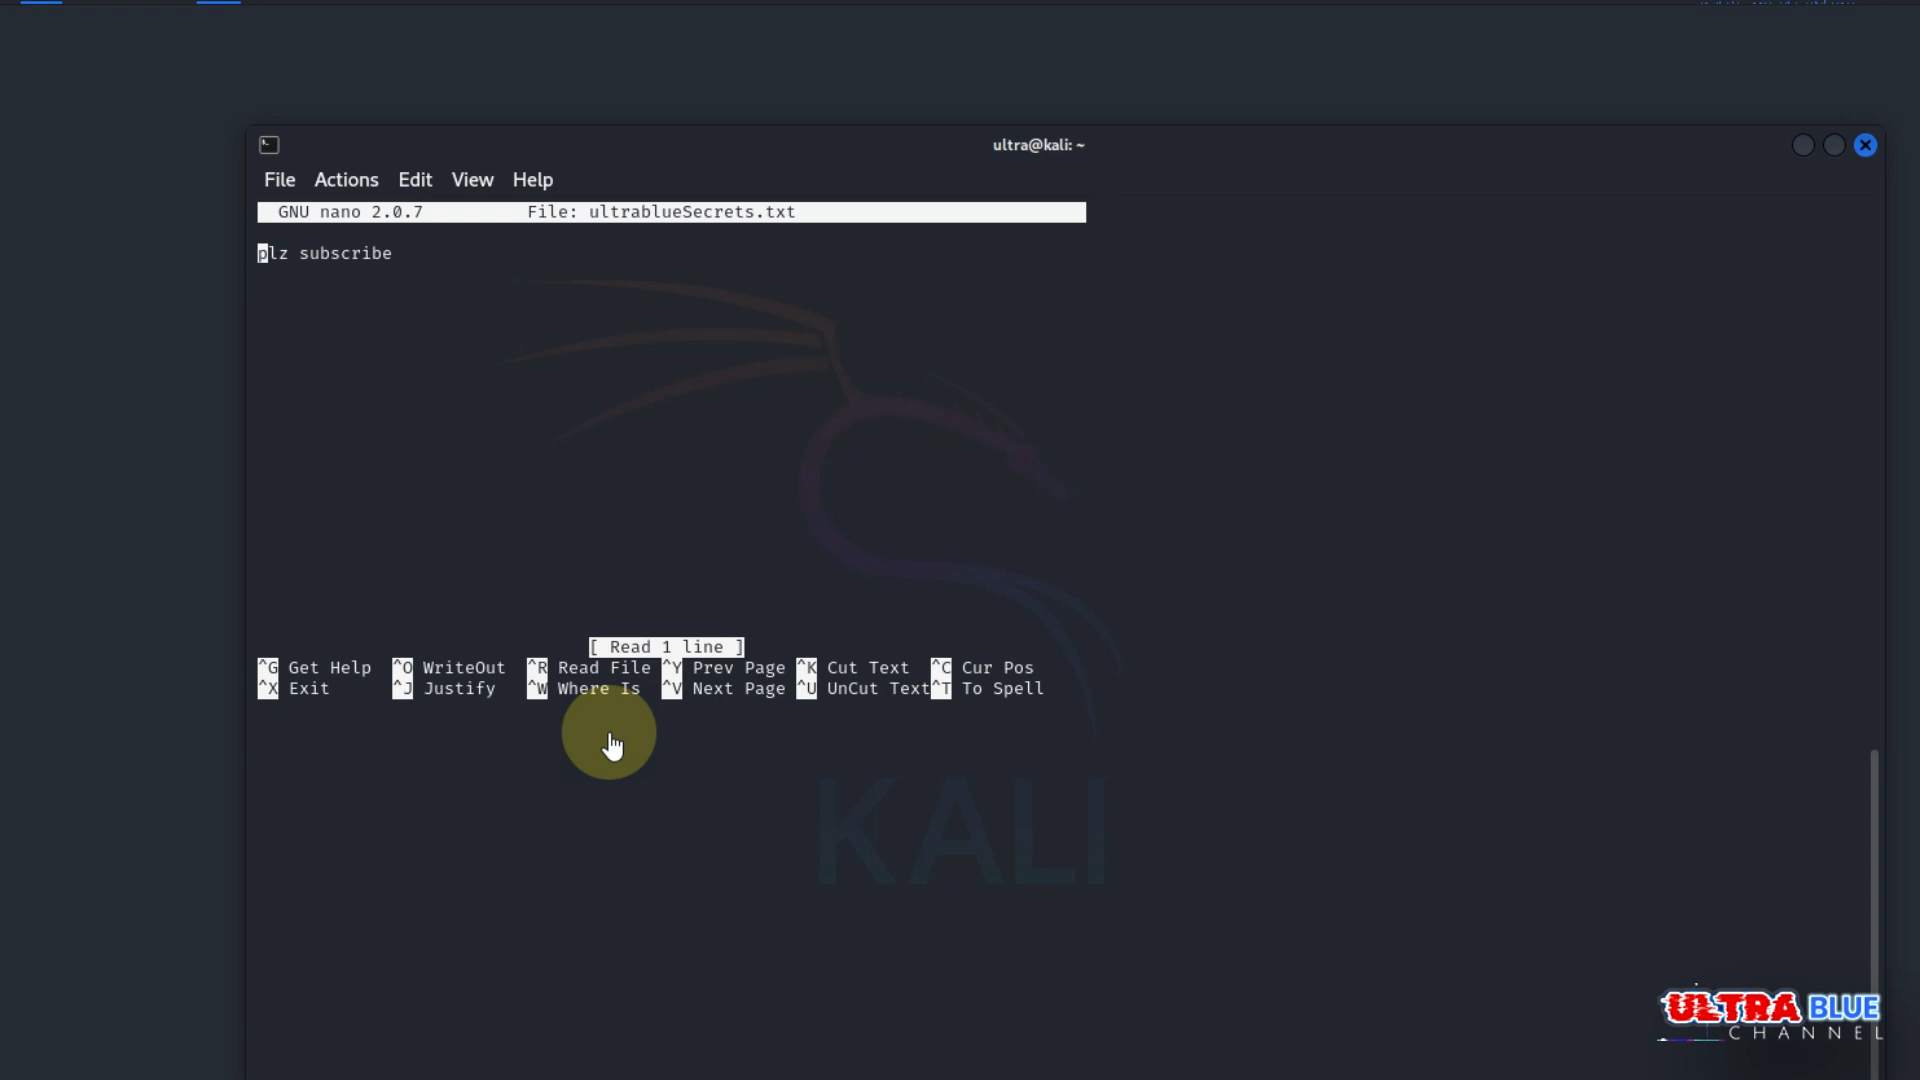 ultra@kali: ~
File Actions Edit View Help
GNU nano 2.0.7 File: ultrablueSecrets.txt
plz subscribe
[ Read 1 line ]
^G Get Help ^O WriteOut ^R Read File ^Y Prev Page ^K Cut Text ^C Cur Pos
^X Exit ^J Justify ^W Where Is ^V Next Page ^U UnCut Text ^T To Spell
KALI
ULTRA BLUE
CHANNEL